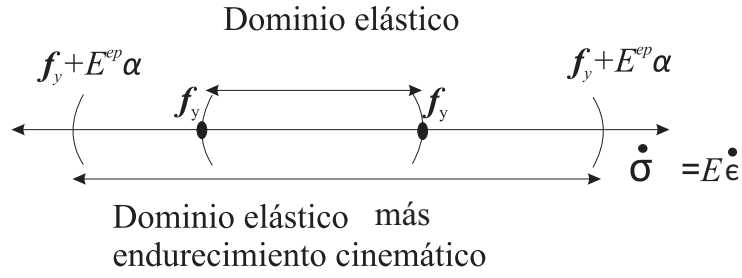 Dominio elástico
f_y+E^{ep}α f_y+E^{ep}α
f_y f_y
σ̇ =Eϵ̇
Dominio elástico más
endurecimiento cinemático